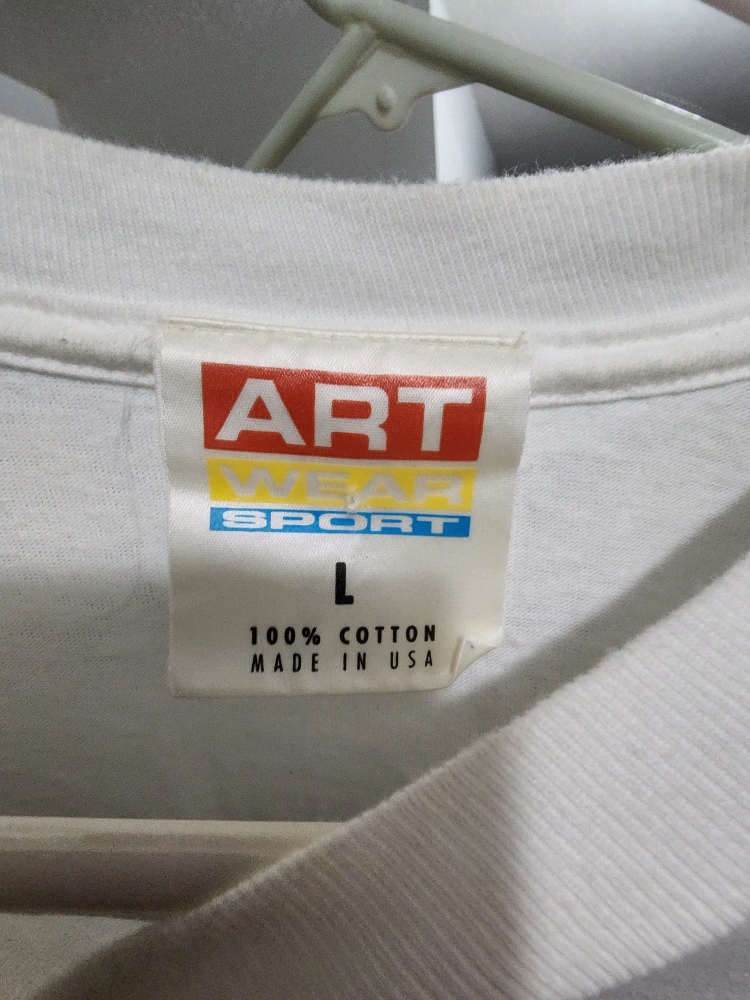 ART
WEAR
SPORT
L
100% COTTON
MADE IN USA